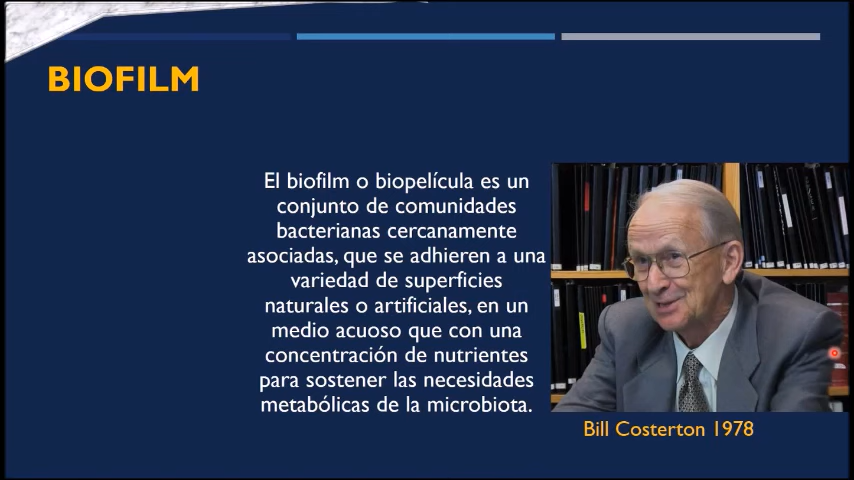 BIOFILM
El biofilm o biopelícula es un
conjunto de comunidades
bacterianas cercanamente
asociadas, que se adhieren a una
variedad de superficies
naturales o artificiales, en un
medio acuoso que con una
concentración de nutrientes
para sostener las necesidades
metabólicas de la microbiota.
Bill Costerton 1978